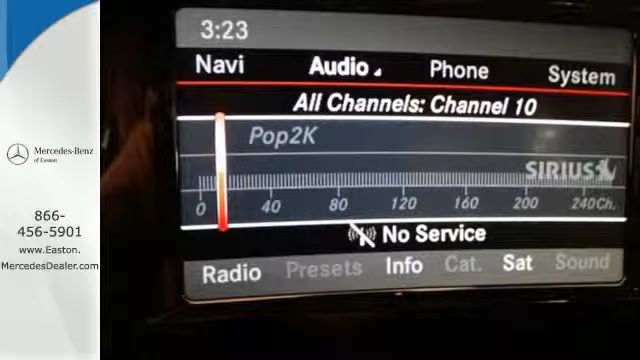 Mercedes-Benz
of Easton
866-
456-5901
www.Easton.
MercedesDealer.com
3:23
Navi Audio Phone System
All Channels: Channel 10
Pop2K
SIRIUS
0 40 80 120 160 200 240Ch.
No Service
Radio Presets Info Cat. Sat Sound